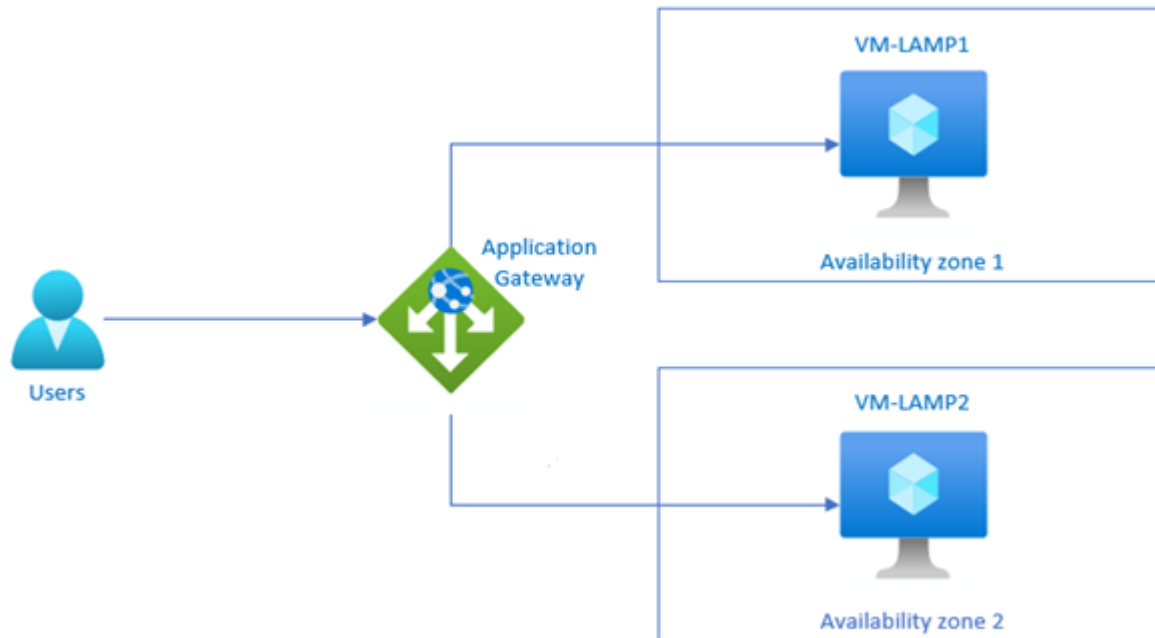 VM-LAMP1
Application
Gateway
Availability zone 1
Users
VM-LAMP2
Availability zone 2